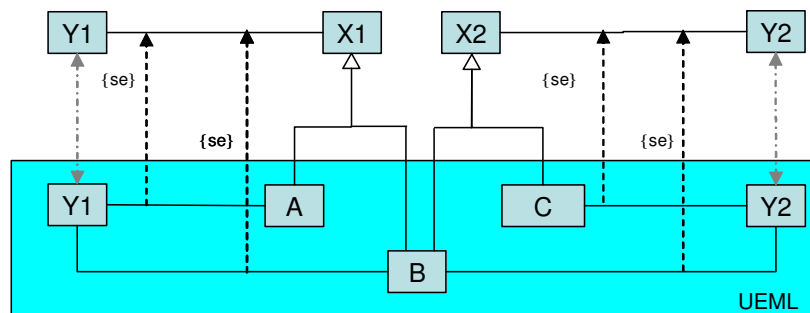 Y1 X1 X2 Y2
{se} {se}
{se} {se}
Y1 A C Y2
B
UEML